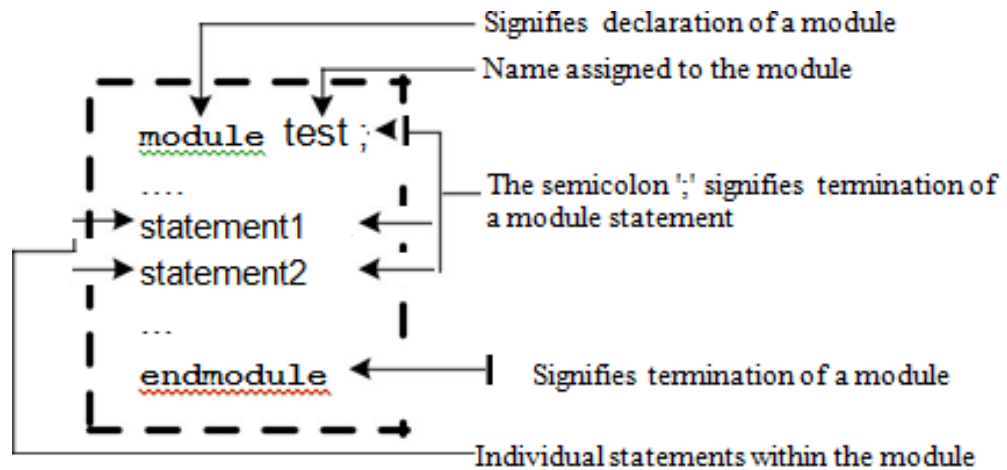 Signifies declaration of a module
Name assigned to the module
module test ;
....
The semicolon ';' signifies termination of
a module statement
statement1
statement2
...
endmodule
Signifies termination of a module
Individual statements within the module